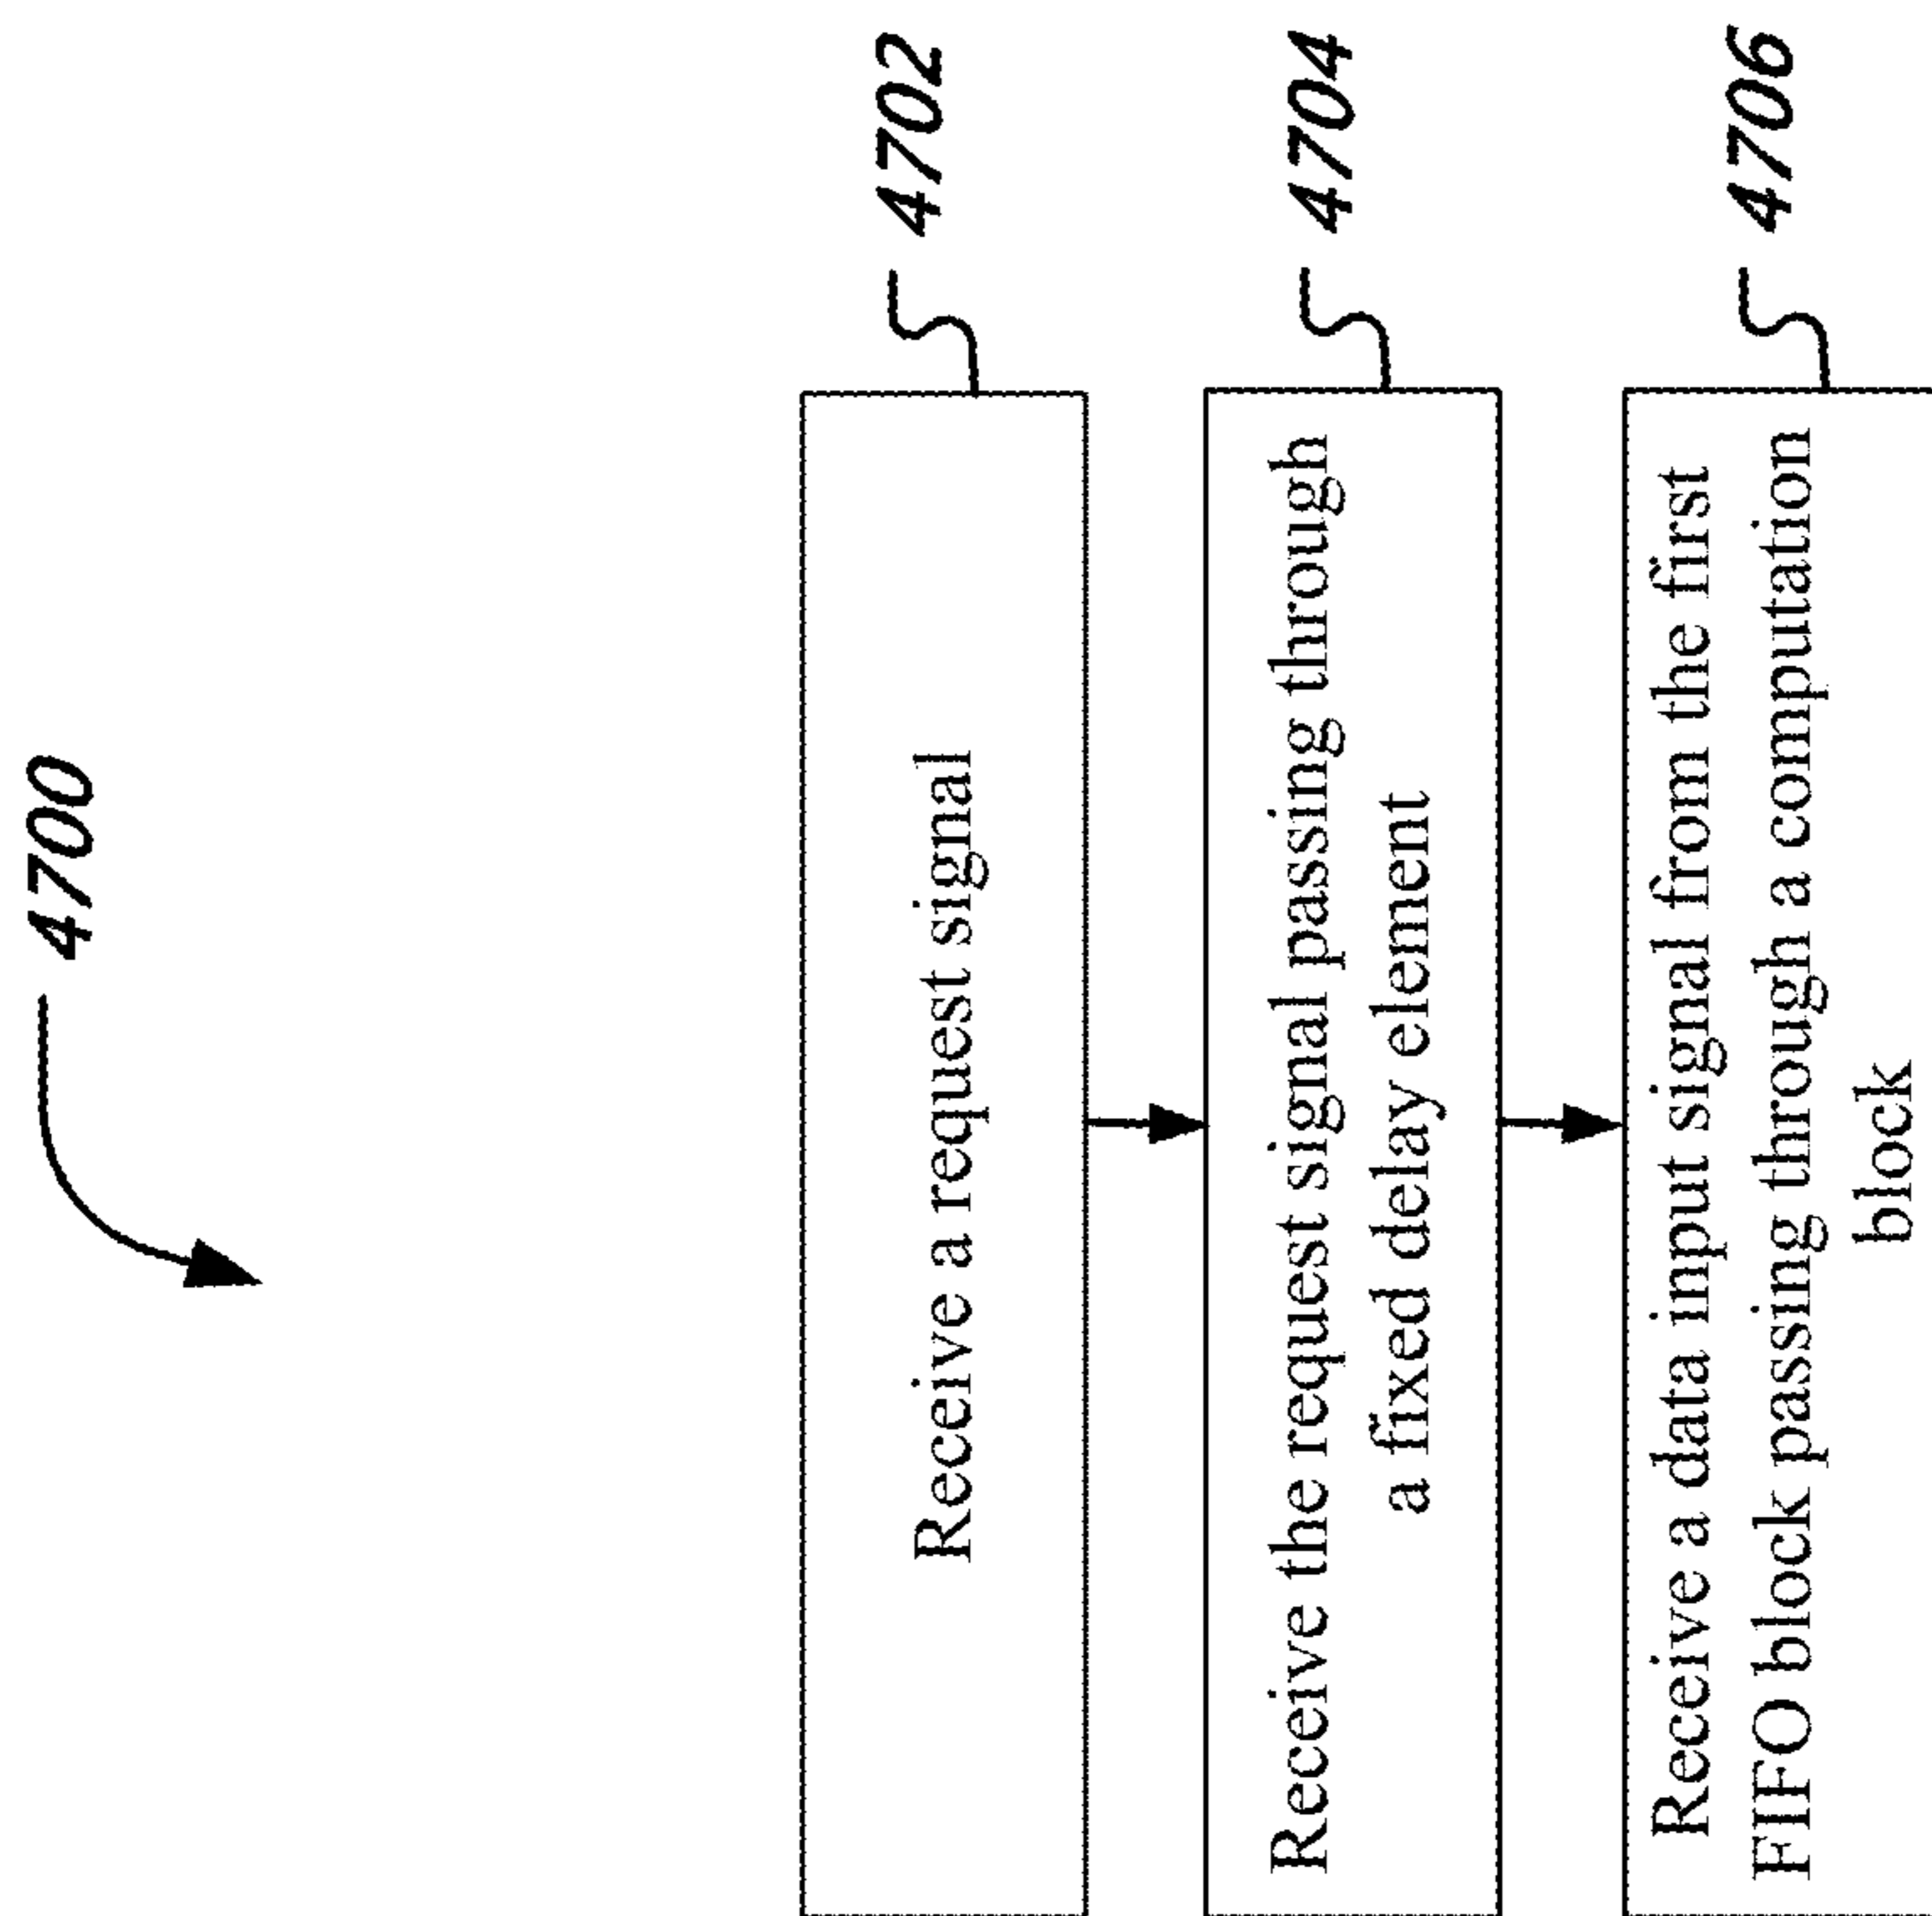 4700
Receive a request signal
4702
Receive the request signal passing through
a fixed delay element
4704
Receive a data input signal from the first
FIFO block passing through a computation
block
4706